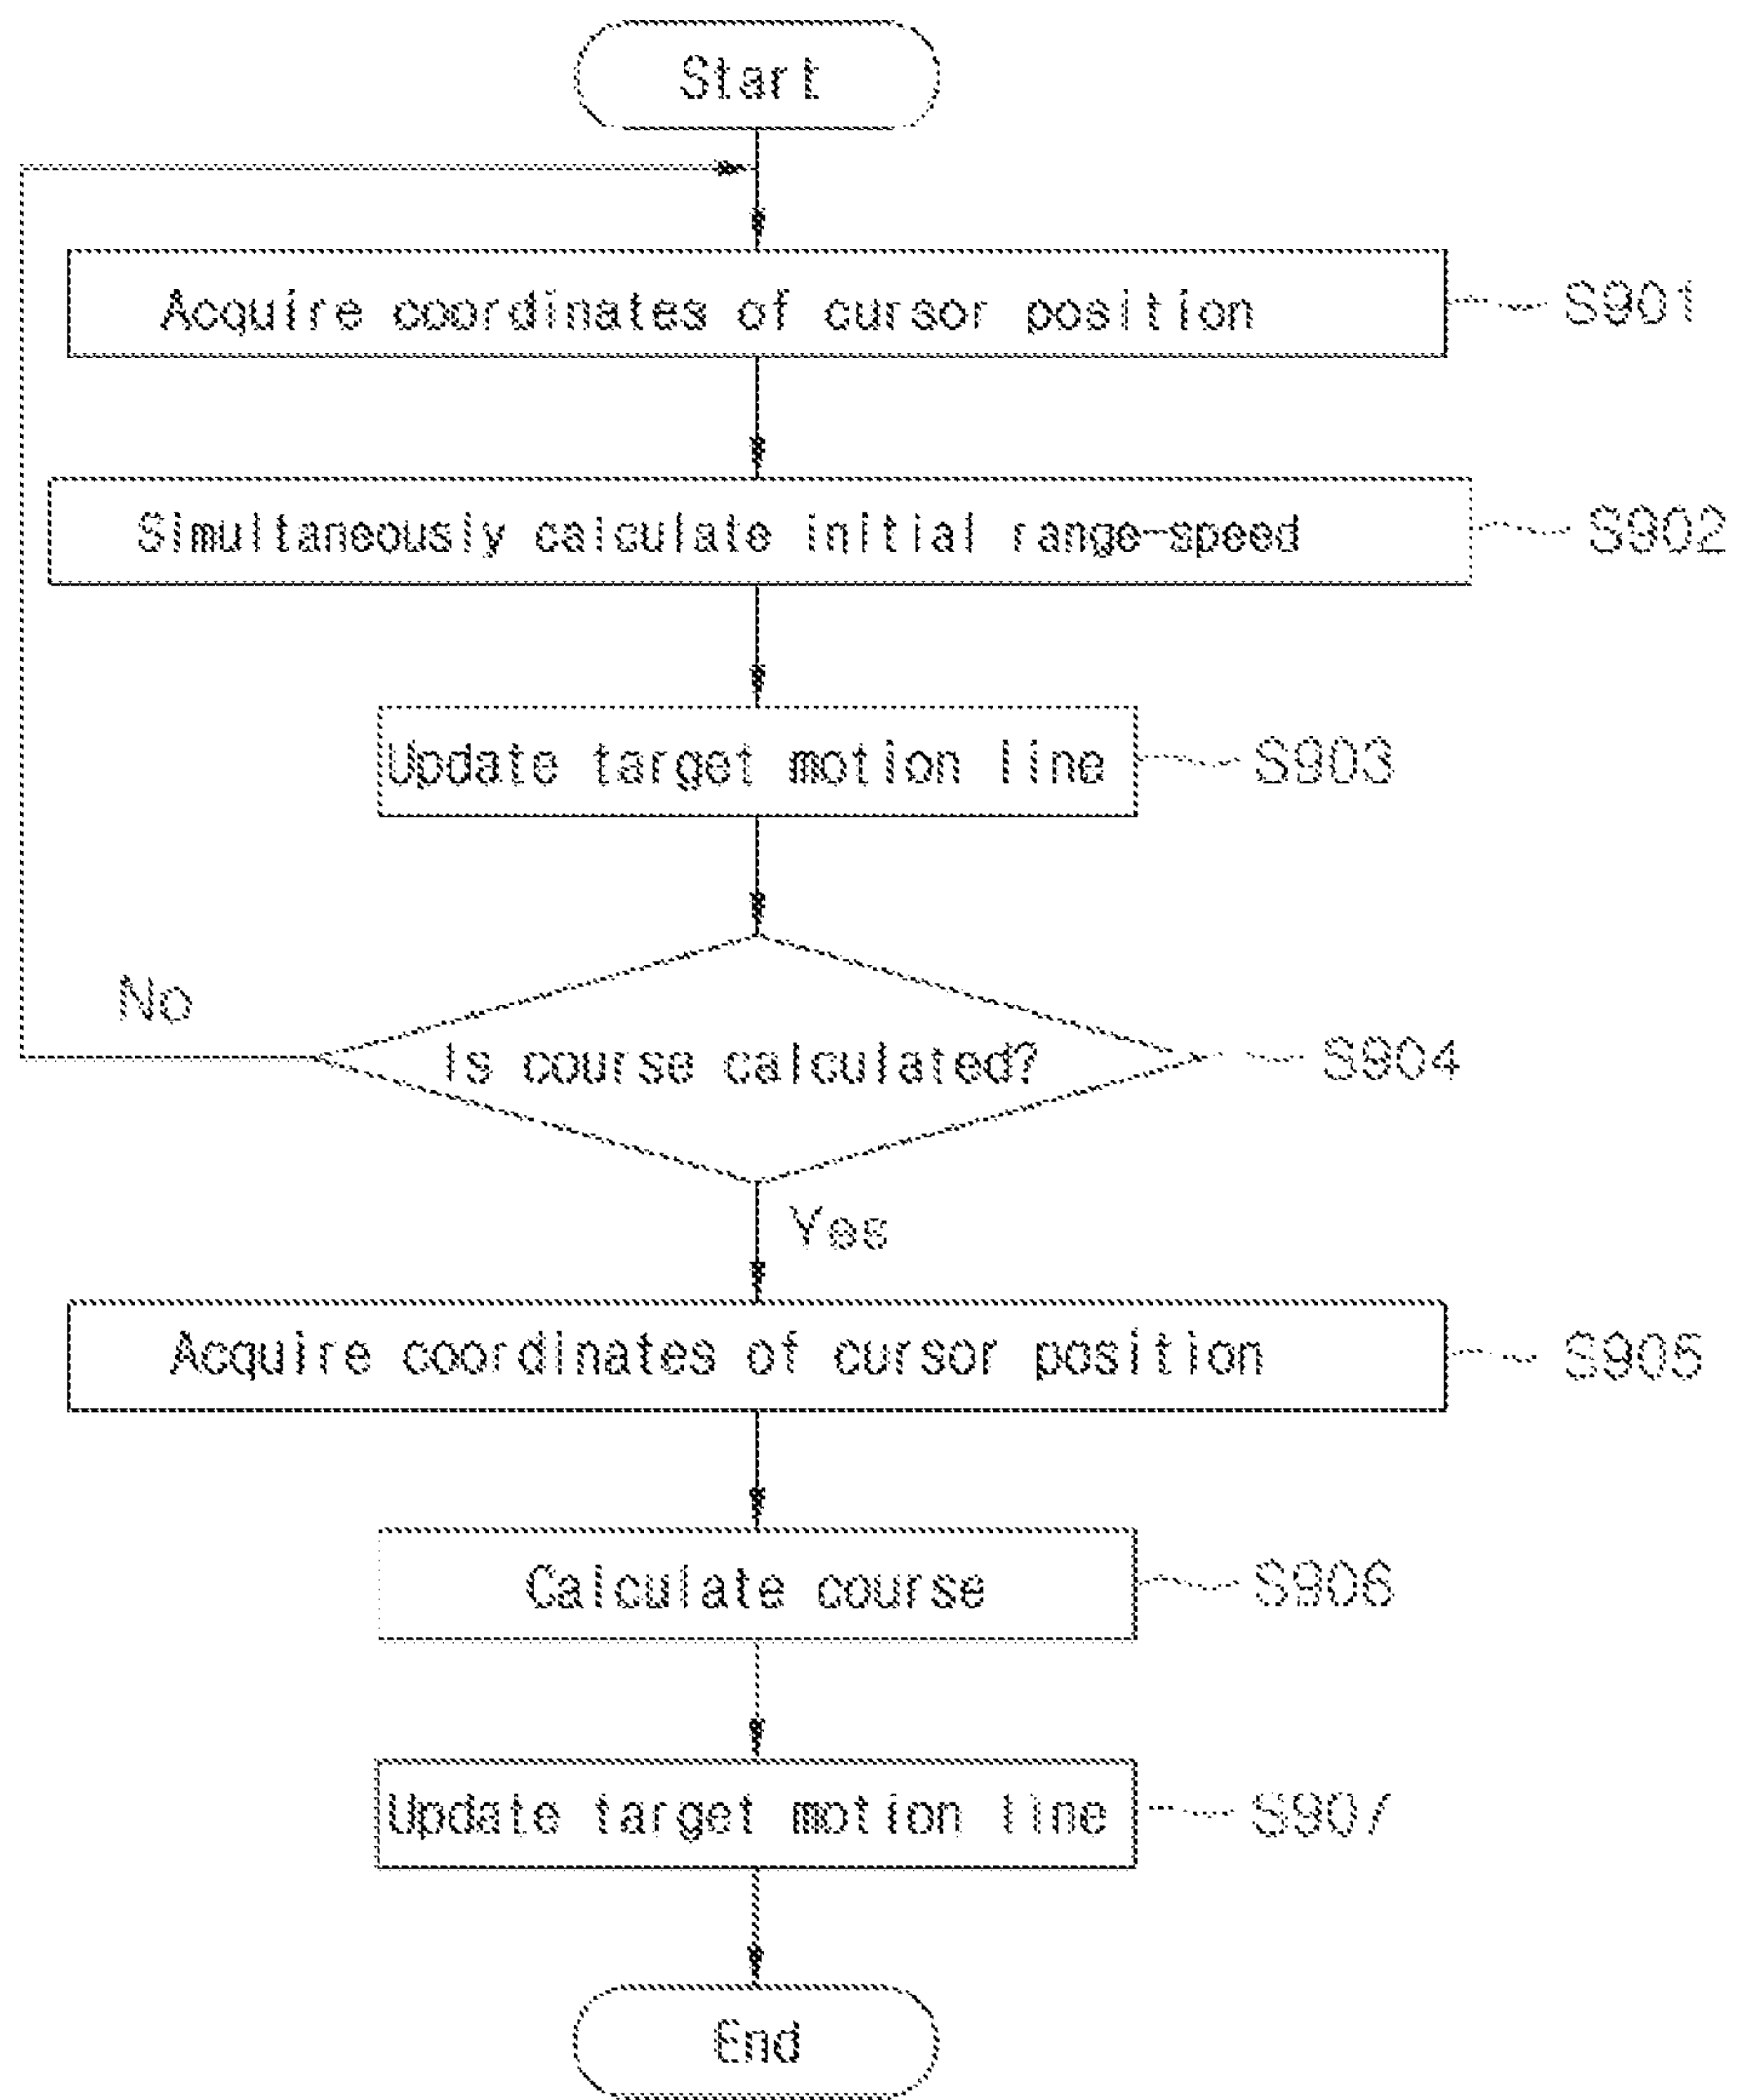 Start
Acquire coordinates of cursor position
S901
Simultaneously calculate initial range-speed
S902
Update target motion line
S903
No
Is course calculated?
S904
Yes
Acquire coordinates of cursor position
S905
Calculate course
S906
Update target motion line
S907
End